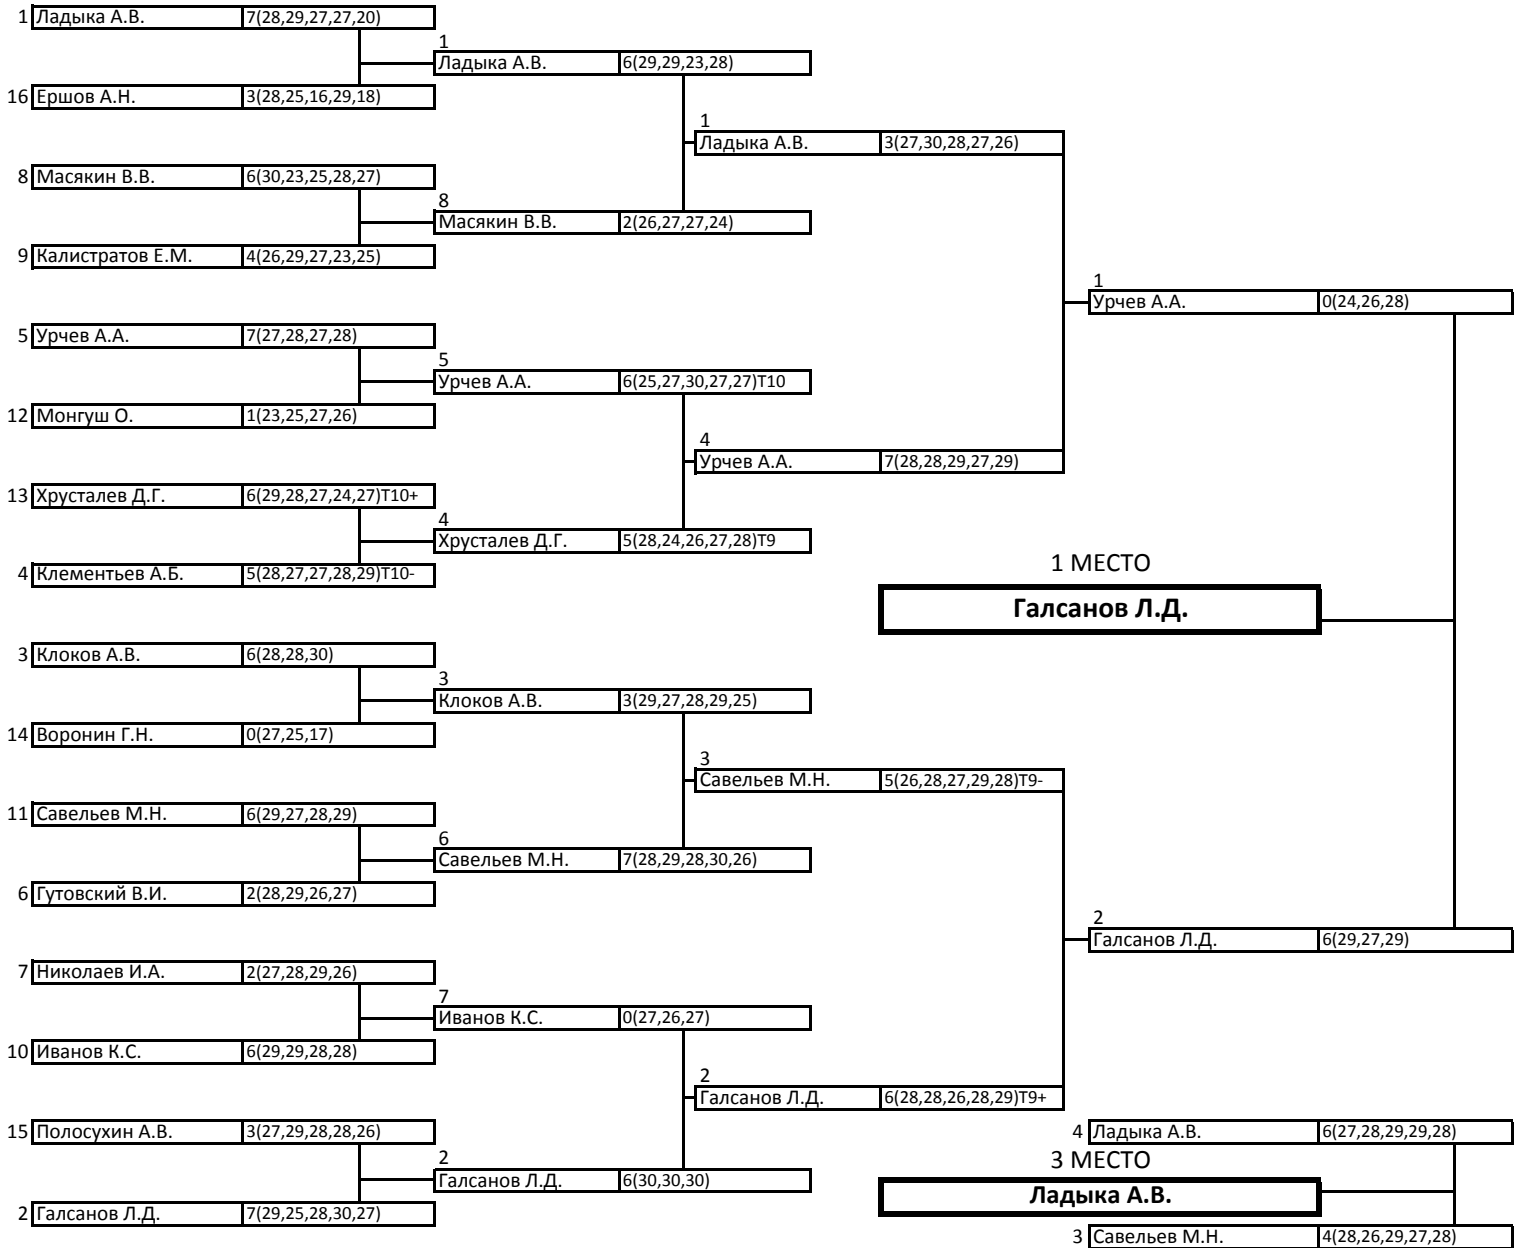 1 Ладыка А.В. 7(28,29,27,27,20)
1
Ладыка А.В. 6(29,29,23,28)
16 Ершов А.Н. 3(28,25,16,29,18)
1
Ладыка А.В. 3(27,30,28,27,26)
8 Масякин В.В. 6(30,23,25,28,27)
8
Масякин В.В. 2(26,27,27,24)
9 Калистратов Е.М. 4(26,29,27,23,25)
1
Урчев А.А. 0(24,26,28)
5 Урчев А.А. 7(27,28,27,28)
5
Урчев А.А. 6(25,27,30,27,27)T10
12 Монгуш О. 1(23,25,27,26)
4
Урчев А.А. 7(28,28,29,27,29)
13 Хрусталев Д.Г. 6(29,28,27,24,27)T10+
4
Хрусталев Д.Г. 5(28,24,26,27,28)T9
1 МЕСТО
4 Клементьев А.Б. 5(28,27,27,28,29)T10-
Галсанов Л.Д.
3 Клоков А.В. 6(28,28,30)
3
Клоков А.В. 3(29,27,28,29,25)
14 Воронин Г.Н. 0(27,25,17)
3
Савельев М.Н. 5(26,28,27,29,28)T9-
11 Савельев М.Н. 6(29,27,28,29)
6
Савельев М.Н. 7(28,29,28,30,26)
6 Гутовский В.И. 2(28,29,26,27)
2
Галсанов Л.Д. 6(29,27,29)
7 Николаев И.А. 2(27,28,29,26)
7
Иванов К.С. 0(27,26,27)
10 Иванов К.С. 6(29,29,28,28)
2
Галсанов Л.Д. 6(28,28,26,28,29)T9+
15 Полосухин А.В. 3(27,29,28,28,26)
4 Ладыка А.В. 6(27,28,29,29,28)
2
3 МЕСТО
Галсанов Л.Д. 6(30,30,30)
Ладыка А.В.
2 Галсанов Л.Д. 7(29,25,28,30,27)
3 Савельев М.Н. 4(28,26,29,27,28)